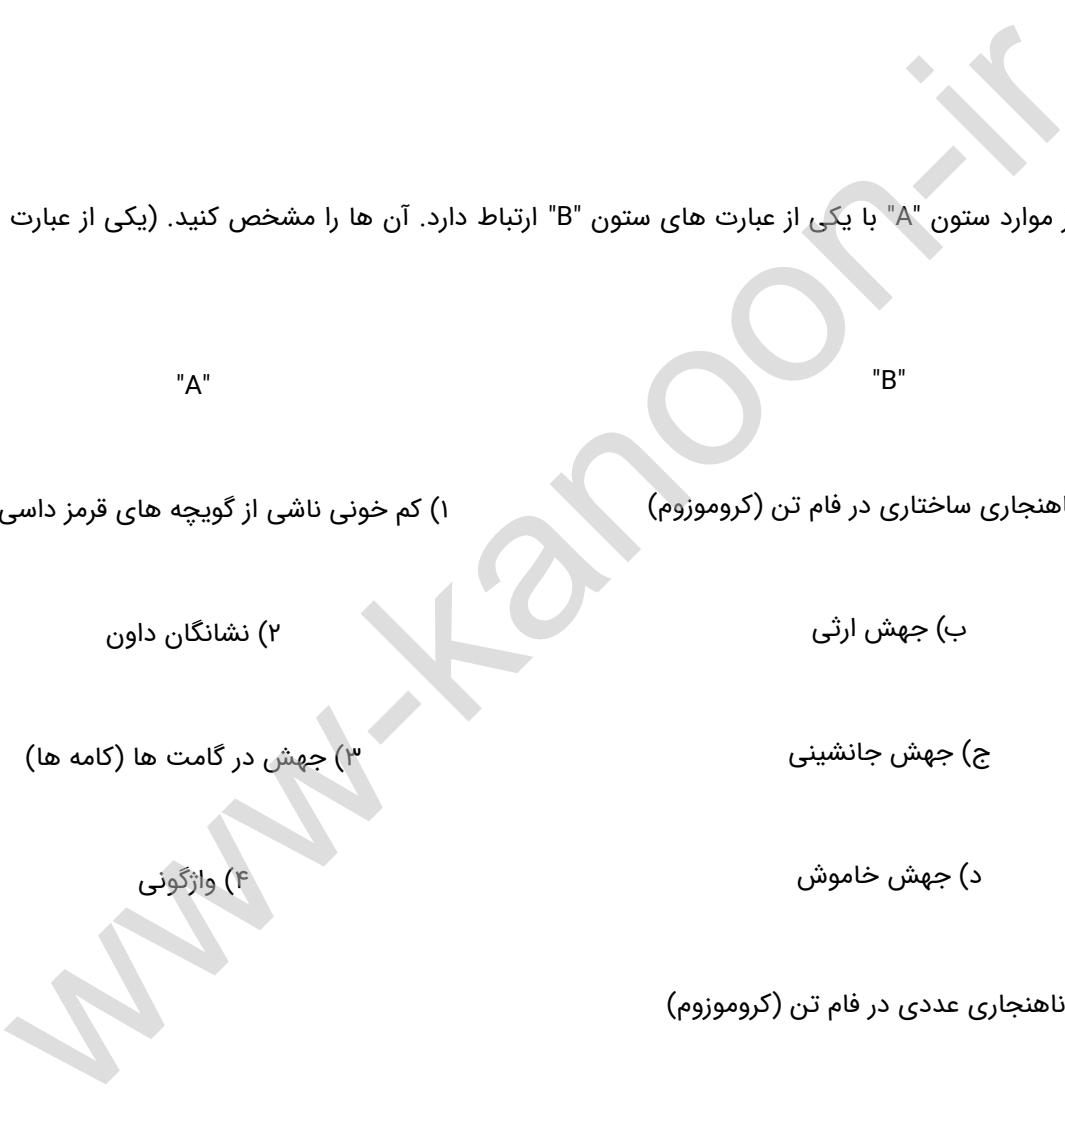 موارد ستون "A" با یکی از عبارت های ستون "B" ارتباط دارد. آن ها را مشخص کنید. (یکی از عبارت
"B" "A"
ناهنجاری ساختاری در فام تن (کروموزوم) ۱) کم خونی ناشی از گویچه های قرمز داسی
ب) جهش ارثی ۲) نشانگان داون
ج) جهش جانشینی ۳) جهش در گامت ها (کامه ها)
د) جهش خاموش ۴) واژگونی
ناهنجاری عددی در فام تن (کروموزوم)
www-kanoon-ir